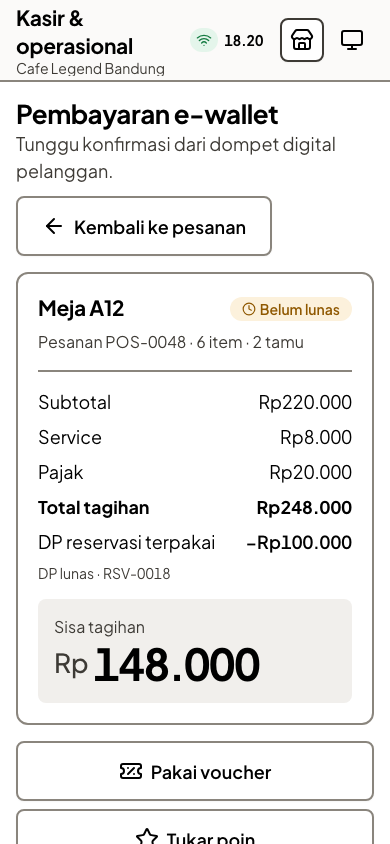 Kasir &
operasional
Cafe Legend Bandung
18.20
Pembayaran e-wallet
Tunggu konfirmasi dari dompet digital
pelanggan.
Kembali ke pesanan
Meja A12
Belum lunas
Pesanan POS-0048 · 6 item · 2 tamu
Subtotal Rp220.000
Service Rp8.000
Pajak Rp20.000
Total tagihan Rp248.000
DP reservasi terpakai −Rp100.000
DP lunas · RSV-0018
Sisa tagihan
Rp 148.000
Pakai voucher
Tukar poin